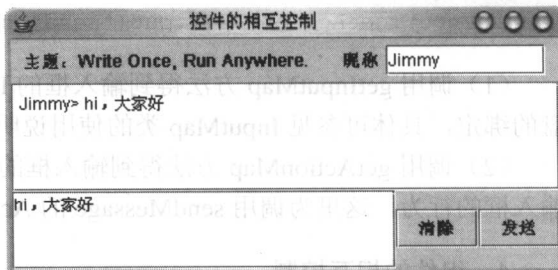 控件的相互控制
主题：Write Once, Run Anywhere. 昵称 Jimmy
Jimmy> hi，大家好
hi，大家好
清除 发送